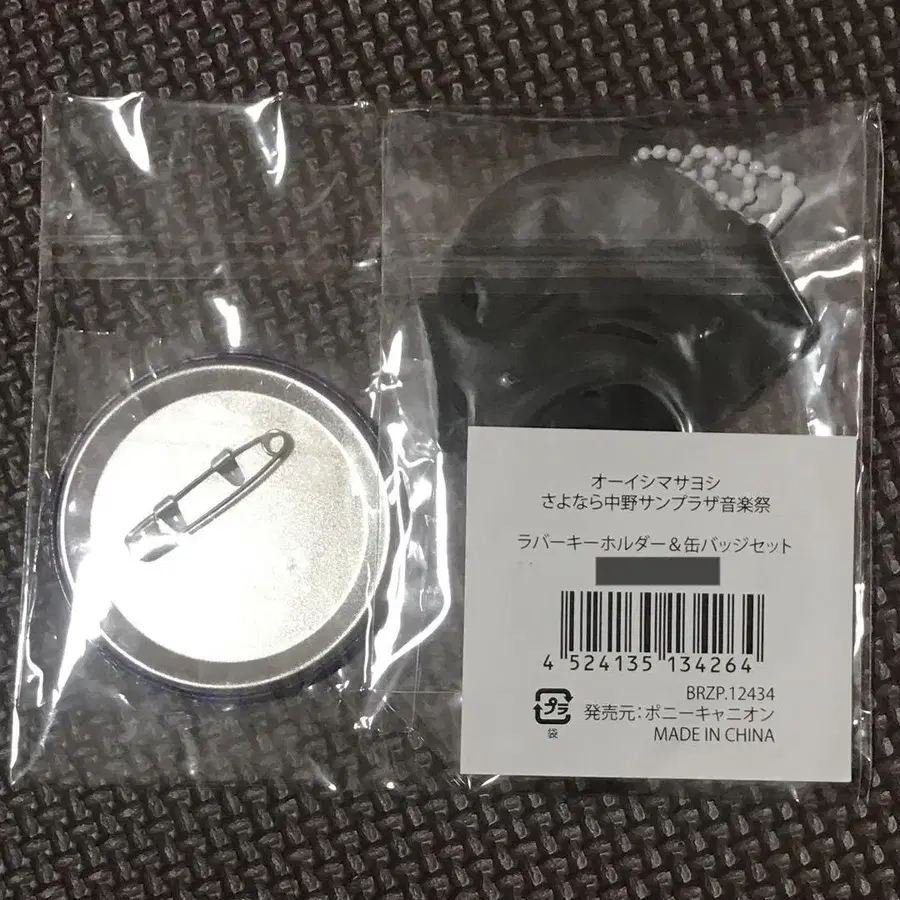 オーイシマサヨシ
さよなら中野サンプラザ音楽祭
ラバーキーホルダー＆缶バッジセット
4 524135 134264
BRZP.12434
プラ
袋
発売元：ポニーキャニオン
MADE IN CHINA